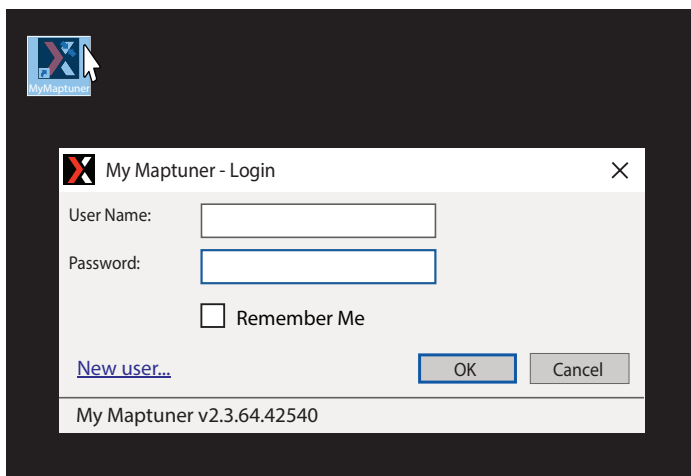 MyMaptuner
My Maptuner - Login
User Name:
Password:
Remember Me
New user...
OK
Cancel
My Maptuner v2.3.64.42540